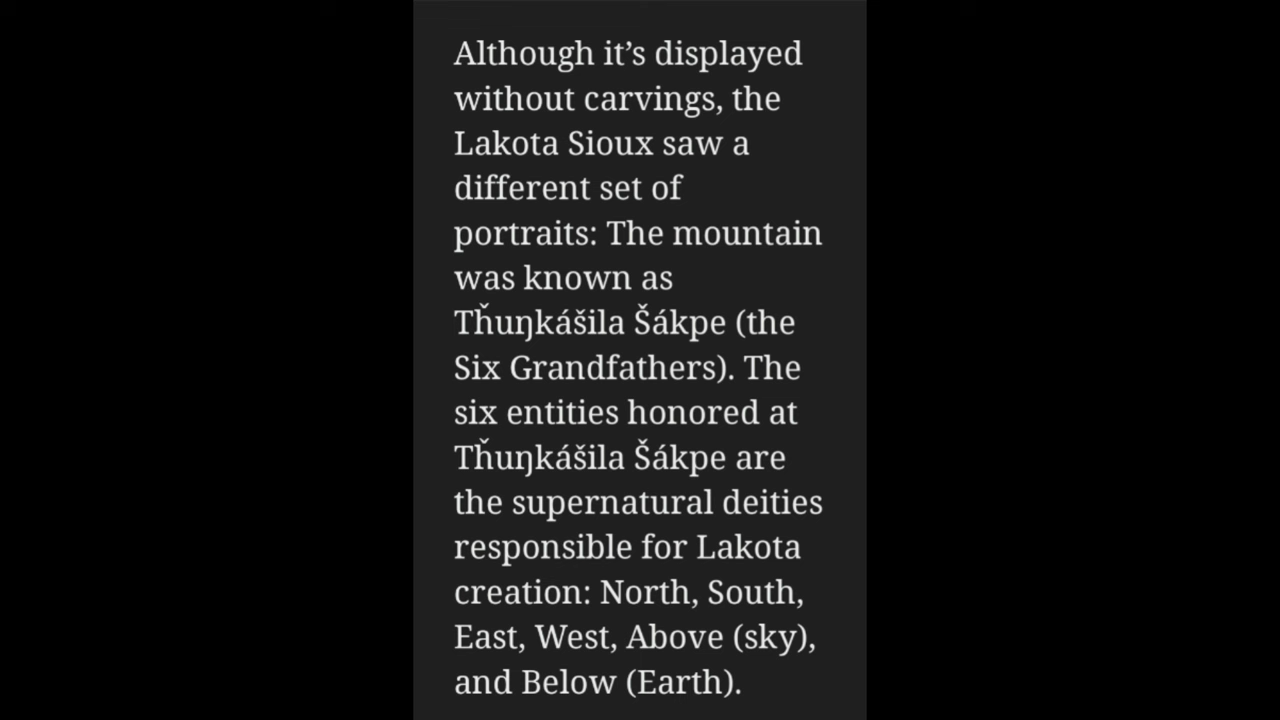 Although it’s displayed
without carvings, the
Lakota Sioux saw a
different set of
portraits: The mountain
was known as
Tȟuŋkášila Šákpe (the
Six Grandfathers). The
six entities honored at
Tȟuŋkášila Šákpe are
the supernatural deities
responsible for Lakota
creation: North, South,
East, West, Above (sky),
and Below (Earth).